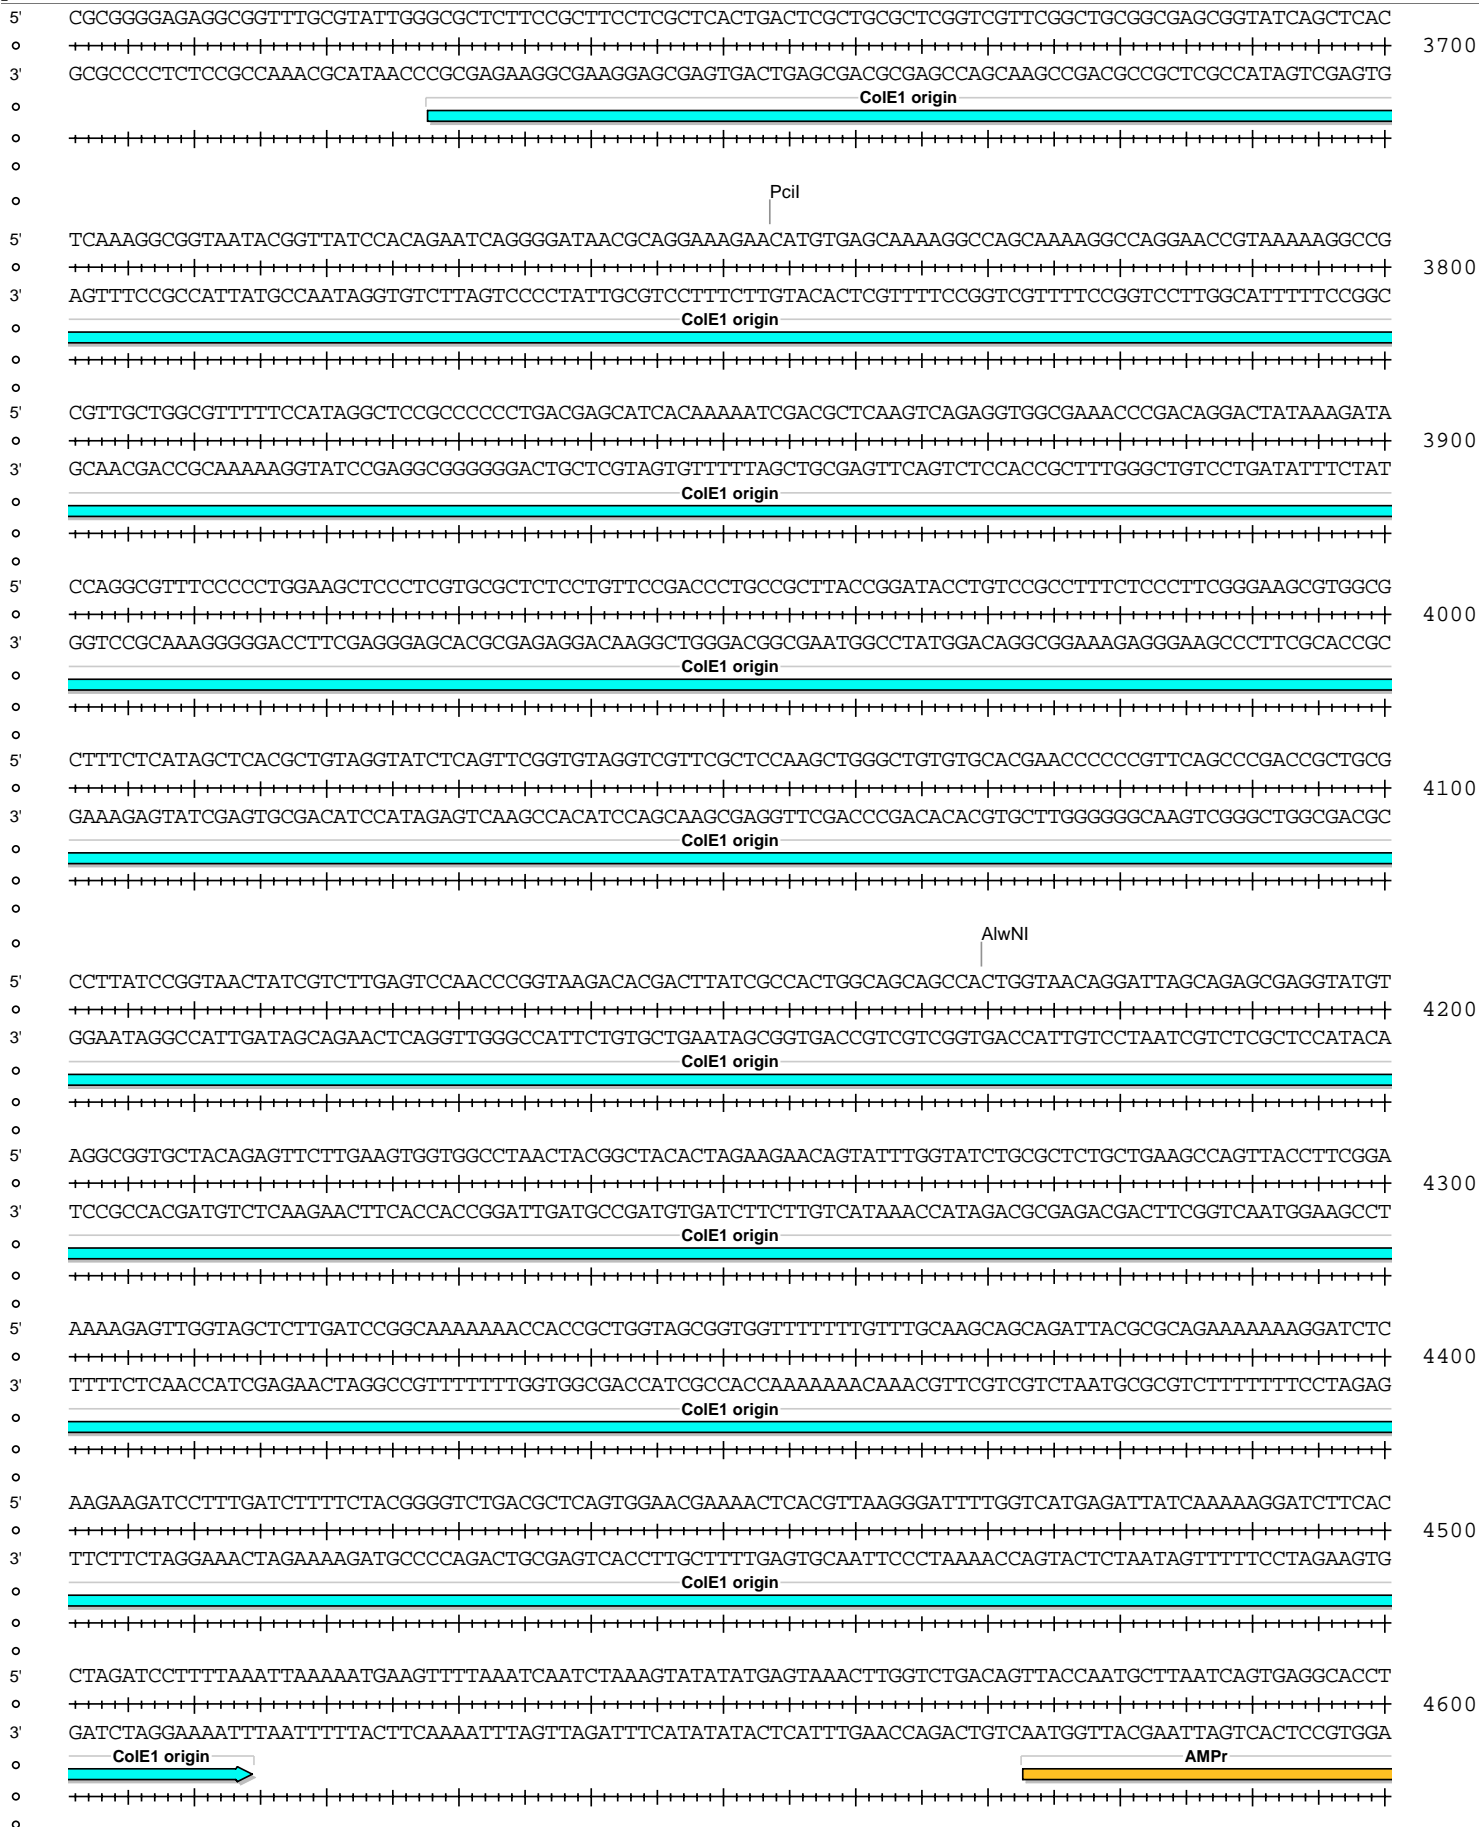 5' CGCGGGGAGAGGCGGTTTGCGTATTGGGCGCTCTTCCGCTTCCTCGCTCACTGACTCGCTGCGCTCGGTCGTTCGGCTGCGGCGAGCGGTATCAGCTCAC
3700
3' GCGCCCCTCTCCGCCAAACGCATAACCCGCGAGAAGGCGAAGGAGCGAGTGACTGAGCGACGCGAGCCAGCAAGCCGACGCCGCTCGCCATAGTCGAGTG
ColE1 origin
PciI
5' TCAAAGGCGGTAATACGGTTATCCACAGAATCAGGGGATAACGCAGGAAAGAACATGTGAGCAAAAGGCCAGCAAAAGGCCAGGAACCGTAAAAAGGCCG
3800
3' AGTTTCCGCCATTATGCCAATAGGTGTCTTAGTCCCCTATTGCGTCCTTTCTTGTACACTCGTTTTCCGGTCGTTTTCCGGTCCTTGGCATTTTTCCGGC
ColE1 origin
5' CGTTGCTGGCGTTTTTCCATAGGCTCCGCCCCCCTGACGAGCATCACAAAAATCGACGCTCAAGTCAGAGGTGGCGAAACCCGACAGGACTATAAAGATA
3900
3' GCAACGACCGCAAAAAGGTATCCGAGGCGGGGGGACTGCTCGTAGTGTTTTTAGCTGCGAGTTCAGTCTCCACCGCTTTGGGCTGTCCTGATATTTCTAT
ColE1 origin
5' CCAGGCGTTTCCCCCTGGAAGCTCCCTCGTGCGCTCTCCTGTTCCGACCCTGCCGCTTACCGGATACCTGTCCGCCTTTCTCCCTTCGGGAAGCGTGGCG
4000
3' GGTCCGCAAAGGGGGACCTTCGAGGGAGCACGCGAGAGGACAAGGCTGGGACGGCGAATGGCCTATGGACAGGCGGAAAGAGGGAAGCCCTTCGCACCGC
ColE1 origin
5' CTTTCTCATAGCTCACGCTGTAGGTATCTCAGTTCGGTGTAGGTCGTTCGCTCCAAGCTGGGCTGTGTGCACGAACCCCCCGTTCAGCCCGACCGCTGCG
4100
3' GAAAGAGTATCGAGTGCGACATCCATAGAGTCAAGCCACATCCAGCAAGCGAGGTTCGACCCGACACACGTGCTTGGGGGGCAAGTCGGGCTGGCGACGC
ColE1 origin
AlwNI
5' CCTTATCCGGTAACTATCGTCTTGAGTCCAACCCGGTAAGACACGACTTATCGCCACTGGCAGCAGCCACTGGTAACAGGATTAGCAGAGCGAGGTATGT
4200
3' GGAATAGGCCATTGATAGCAGAACTCAGGTTGGGCCATTCTGTGCTGAATAGCGGTGACCGTCGTCGGTGACCATTGTCCTAATCGTCTCGCTCCATACA
ColE1 origin
5' AGGCGGTGCTACAGAGTTCTTGAAGTGGTGGCCTAACTACGGCTACACTAGAAGAACAGTATTTGGTATCTGCGCTCTGCTGAAGCCAGTTACCTTCGGA
4300
3' TCCGCCACGATGTCTCAAGAACTTCACCACCGGATTGATGCCGATGTGATCTTCTTGTCATAAACCATAGACGCGAGACGACTTCGGTCAATGGAAGCCT
ColE1 origin
5' AAAAGAGTTGGTAGCTCTTGATCCGGCAAAAAAACCACCGCTGGTAGCGGTGGTTTTTTTGTTTGCAAGCAGCAGATTACGCGCAGAAAAAAAGGATCTC
4400
3' TTTTCTCAACCATCGAGAACTAGGCCGTTTTTTTGGTGGCGACCATCGCCACCAAAAAAACAAACGTTCGTCGTCTAATGCGCGTCTTTTTTTCCTAGAG
ColE1 origin
5' AAGAAGATCCTTTGATCTTTTCTACGGGGTCTGACGCTCAGTGGAACGAAAACTCACGTTAAGGGATTTTGGTCATGAGATTATCAAAAAGGATCTTCAC
4500
3' TTCTTCTAGGAAACTAGAAAAGATGCCCCAGACTGCGAGTCACCTTGCTTTTGAGTGCAATTCCCTAAAACCAGTACTCTAATAGTTTTTCCTAGAAGTG
ColE1 origin
5' CTAGATCCTTTTAAATTAAAAATGAAGTTTTAAATCAATCTAAAGTATATATGAGTAAACTTGGTCTGACAGTTACCAATGCTTAATCAGTGAGGCACCT
4600
3' GATCTAGGAAAATTTAATTTTTACTTCAAAATTTAGTTAGATTTCATATATACTCATTTGAACCAGACTGTCAATGGTTACGAATTAGTCACTCCGTGGA
ColE1 origin
AMPr